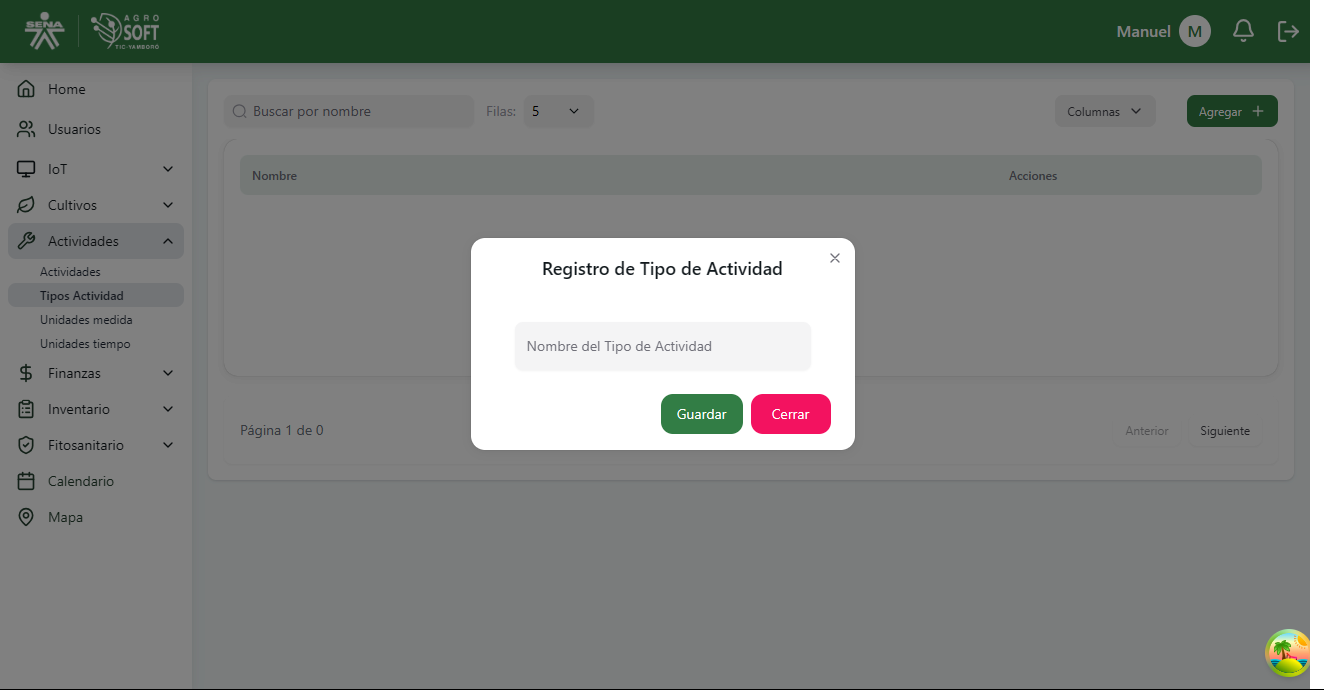 SENA
AGRO
SOFT
TIC-YAMBORÓ
Manuel
M
Home
Usuarios
IoT
Cultivos
Actividades
Actividades
Tipos Actividad
Unidades medida
Unidades tiempo
Finanzas
Inventario
Fitosanitario
Calendario
Mapa
Buscar por nombre
Filas:
5
Columnas
Agregar
Nombre
Acciones
Registro de Tipo de Actividad
Nombre del Tipo de Actividad
Guardar
Cerrar
Página 1 de 0
Anterior
Siguiente